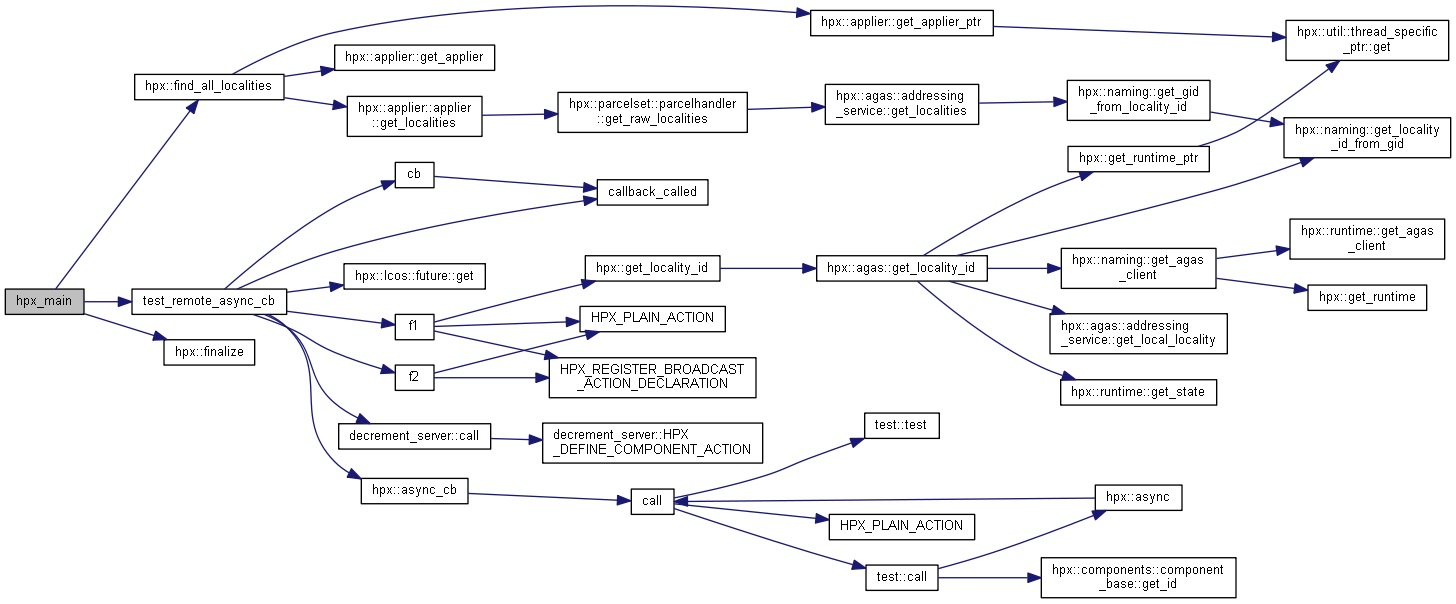 hpx_main
hpx::find_all_localities
test_remote_async_cb
hpx::finalize
hpx::applier::get_applier
hpx::applier::applier
::get_localities
cb
hpx::lcos::future::get
f1
f2
decrement_server::call
hpx::async_cb
hpx::parcelset::parcelhandler
::get_raw_localities
callback_called
hpx::get_locality_id
HPX_PLAIN_ACTION
HPX_REGISTER_BROADCAST
_ACTION_DECLARATION
decrement_server::HPX
_DEFINE_COMPONENT_ACTION
call
hpx::applier::get_applier_ptr
hpx::agas::addressing
_service::get_localities
hpx::agas::get_locality_id
test::test
HPX_PLAIN_ACTION
test::call
hpx::naming::get_gid
_from_locality_id
hpx::get_runtime_ptr
hpx::naming::get_agas
_client
hpx::agas::addressing
_service::get_local_locality
hpx::runtime::get_state
hpx::async
hpx::components::component
_base::get_id
hpx::util::thread_specific
_ptr::get
hpx::naming::get_locality
_id_from_gid
hpx::runtime::get_agas
_client
hpx::get_runtime